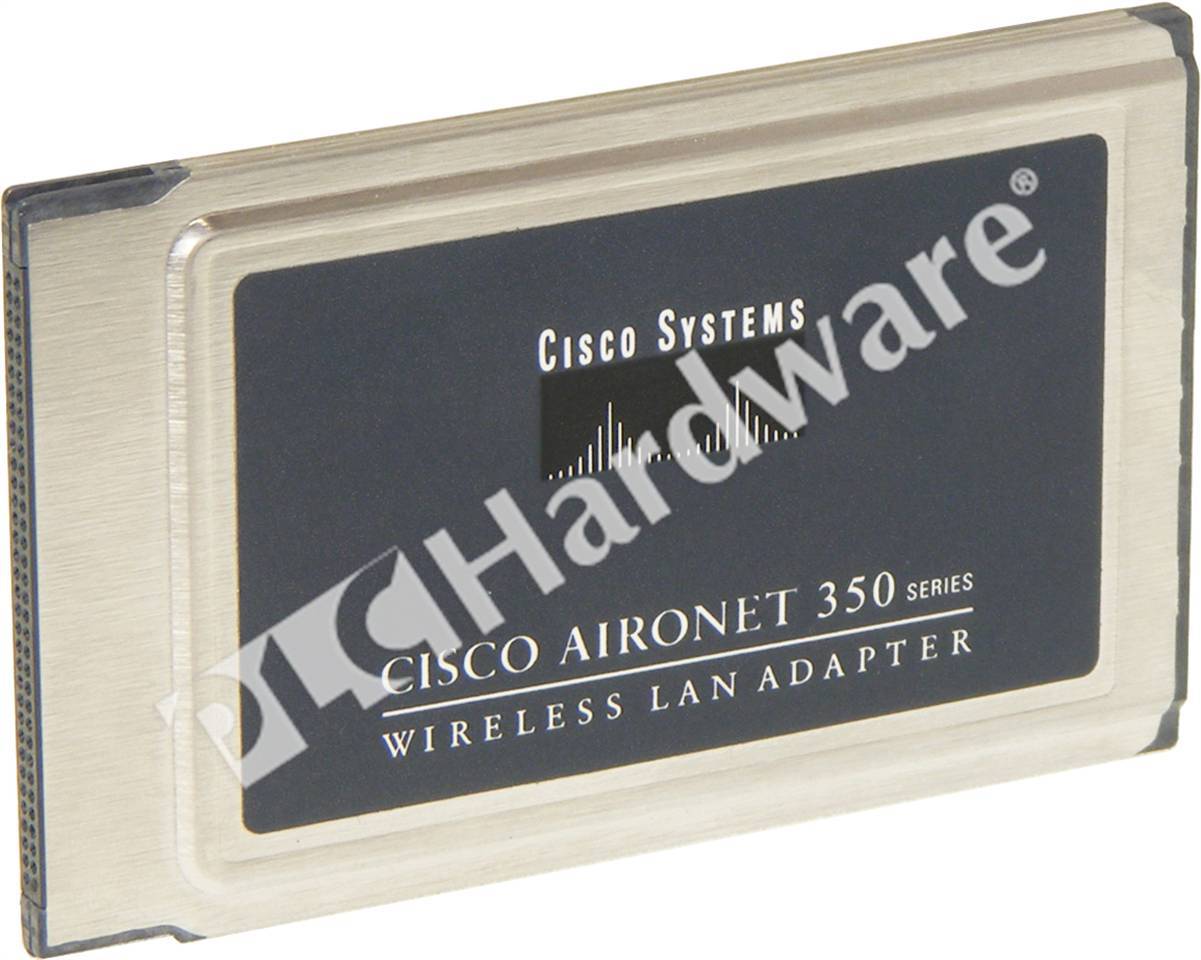 CISCO SYSTEMS
PLCHardware®
CISCO AIRONET 350 SERIES
WIRELESS LAN ADAPTER